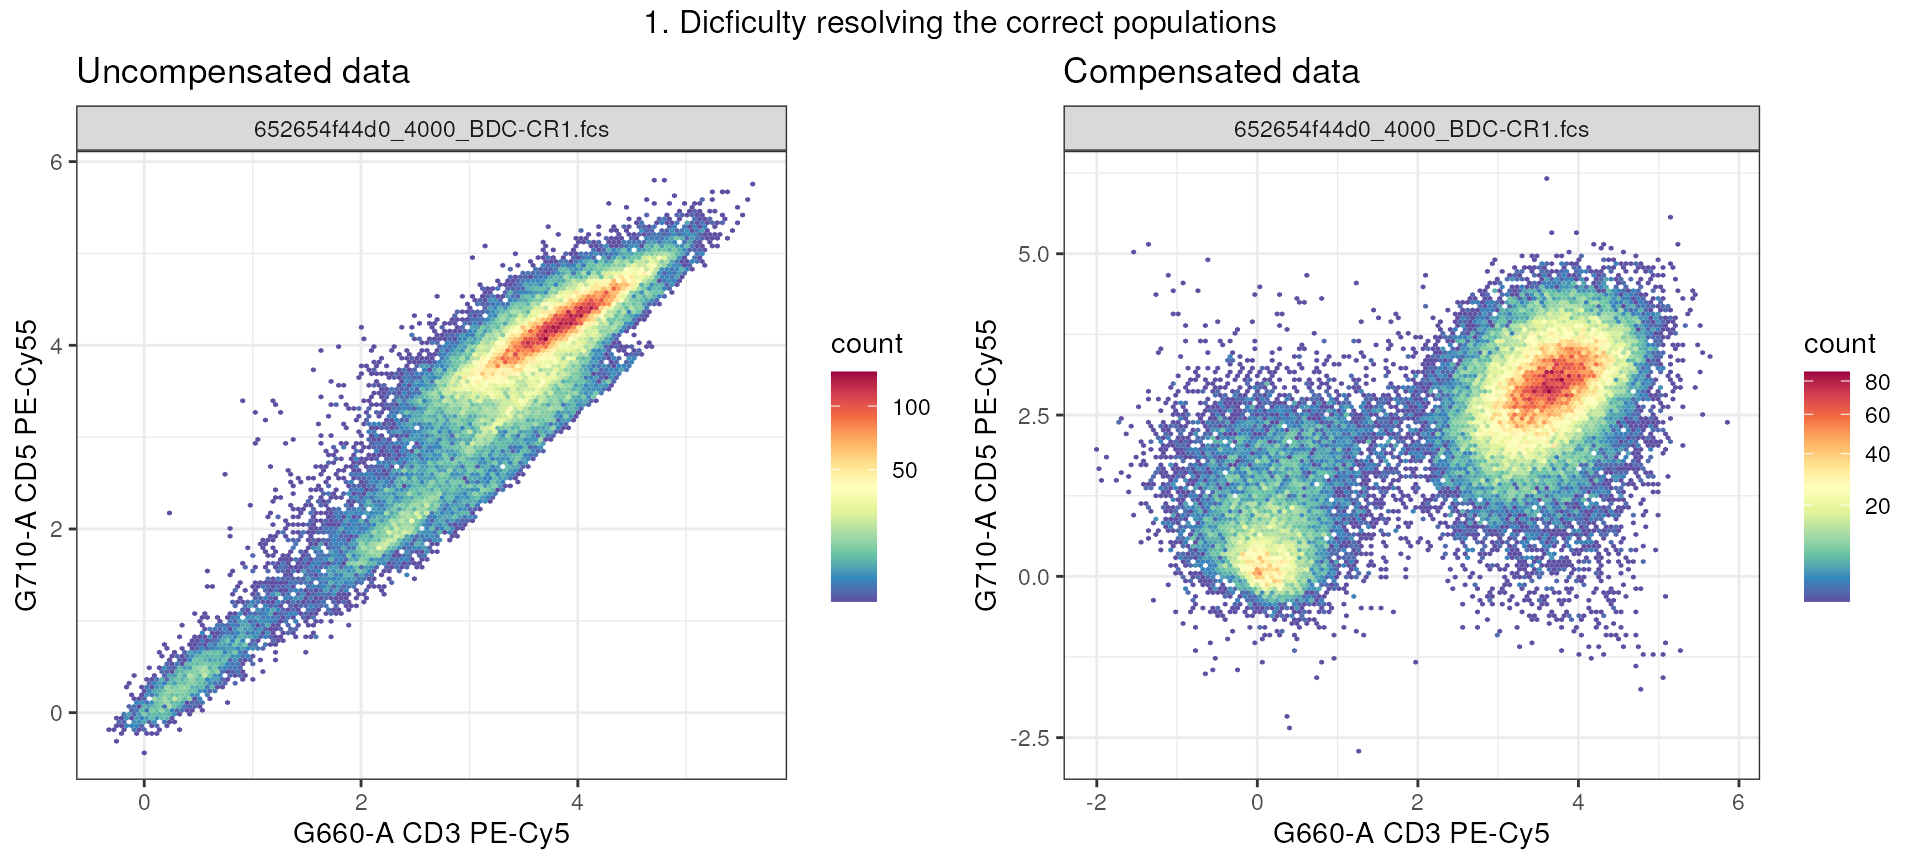 1. Dicficulty resolving the correct populations
Uncompensated data
652654f44d0_4000_BDC-CR1.fcs
G710-A CD5 PE-Cy55
6
4
2
0
0
2
4
G660-A CD3 PE-Cy5
count
100
50
Compensated data
652654f44d0_4000_BDC-CR1.fcs
G710-A CD5 PE-Cy55
5.0
2.5
0.0
-2.5
-2
0
2
4
6
G660-A CD3 PE-Cy5
count
80
60
40
20